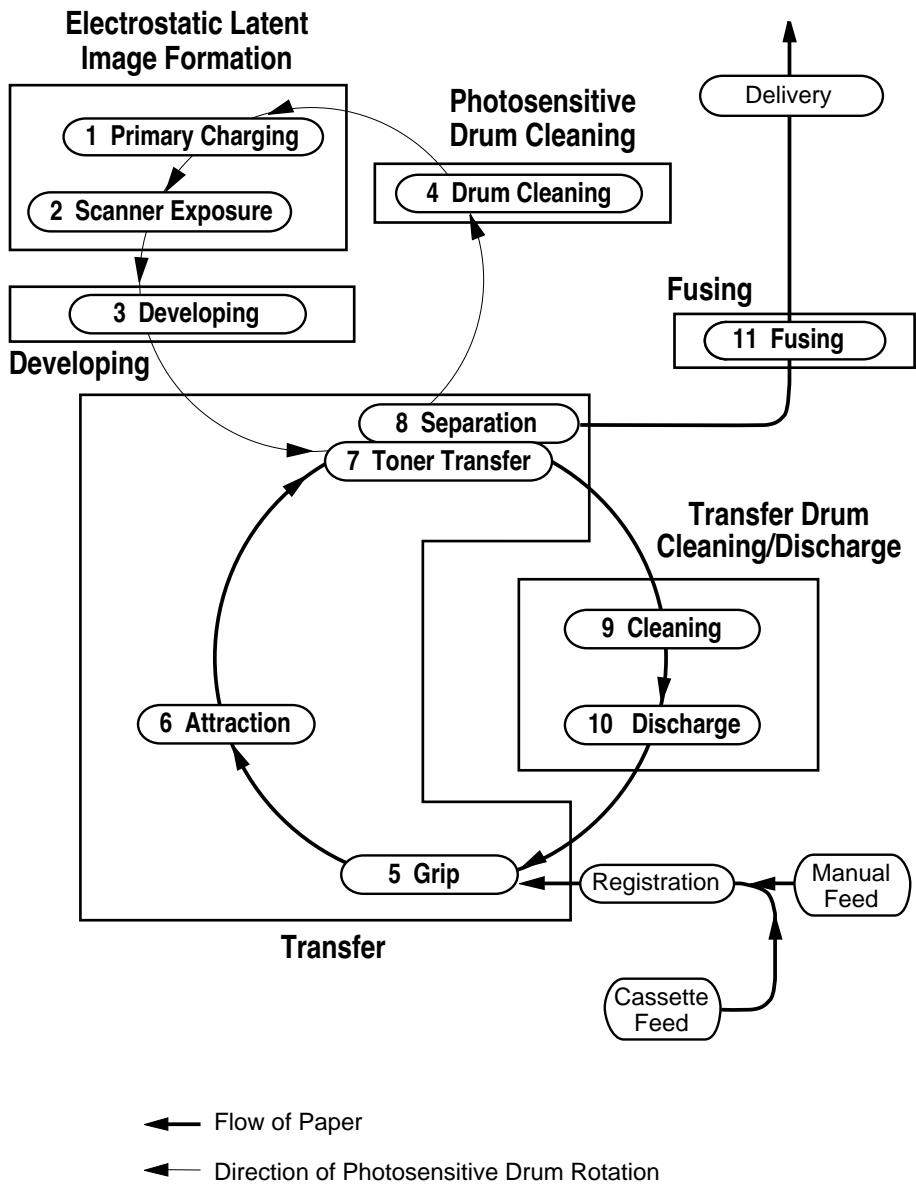 Electrostatic Latent
Image Formation
1 Primary Charging
2 Scanner Exposure
3 Developing
Developing
Photosensitive
Drum Cleaning
4 Drum Cleaning
Delivery
Fusing
11 Fusing
8 Separation
7 Toner Transfer
Transfer Drum
Cleaning/Discharge
9 Cleaning
10 Discharge
6 Attraction
5 Grip
Transfer
Registration
Manual
Feed
Cassette
Feed
Flow of Paper
Direction of Photosensitive Drum Rotation